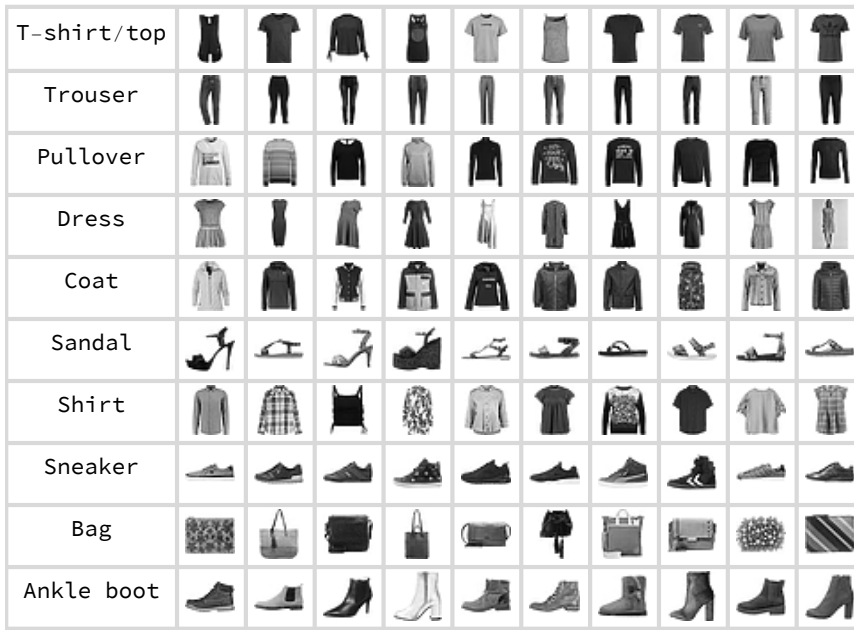 T-shirt/top
Trouser
Pullover
Dress
Coat
Sandal
Shirt
Sneaker
Bag
Ankle boot